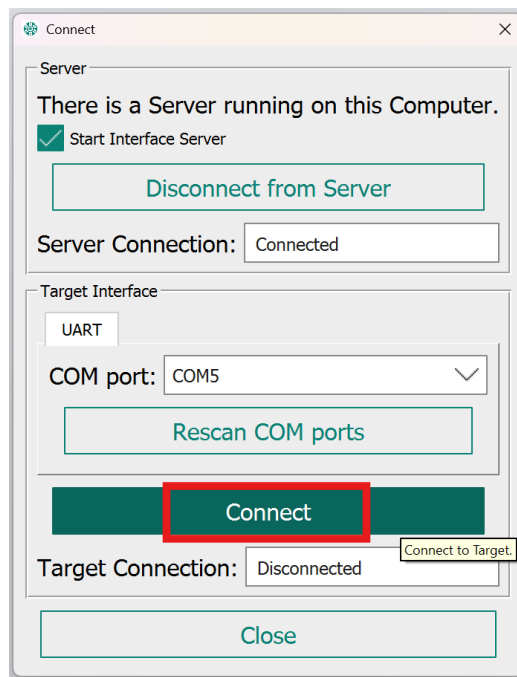 Connect
Server
There is a Server running on this Computer.
Start Interface Server
Disconnect from Server
Server Connection: Connected
Target Interface
UART
COM port: COM5
Rescan COM ports
Connect
Connect to Target.
Target Connection: Disconnected
Close